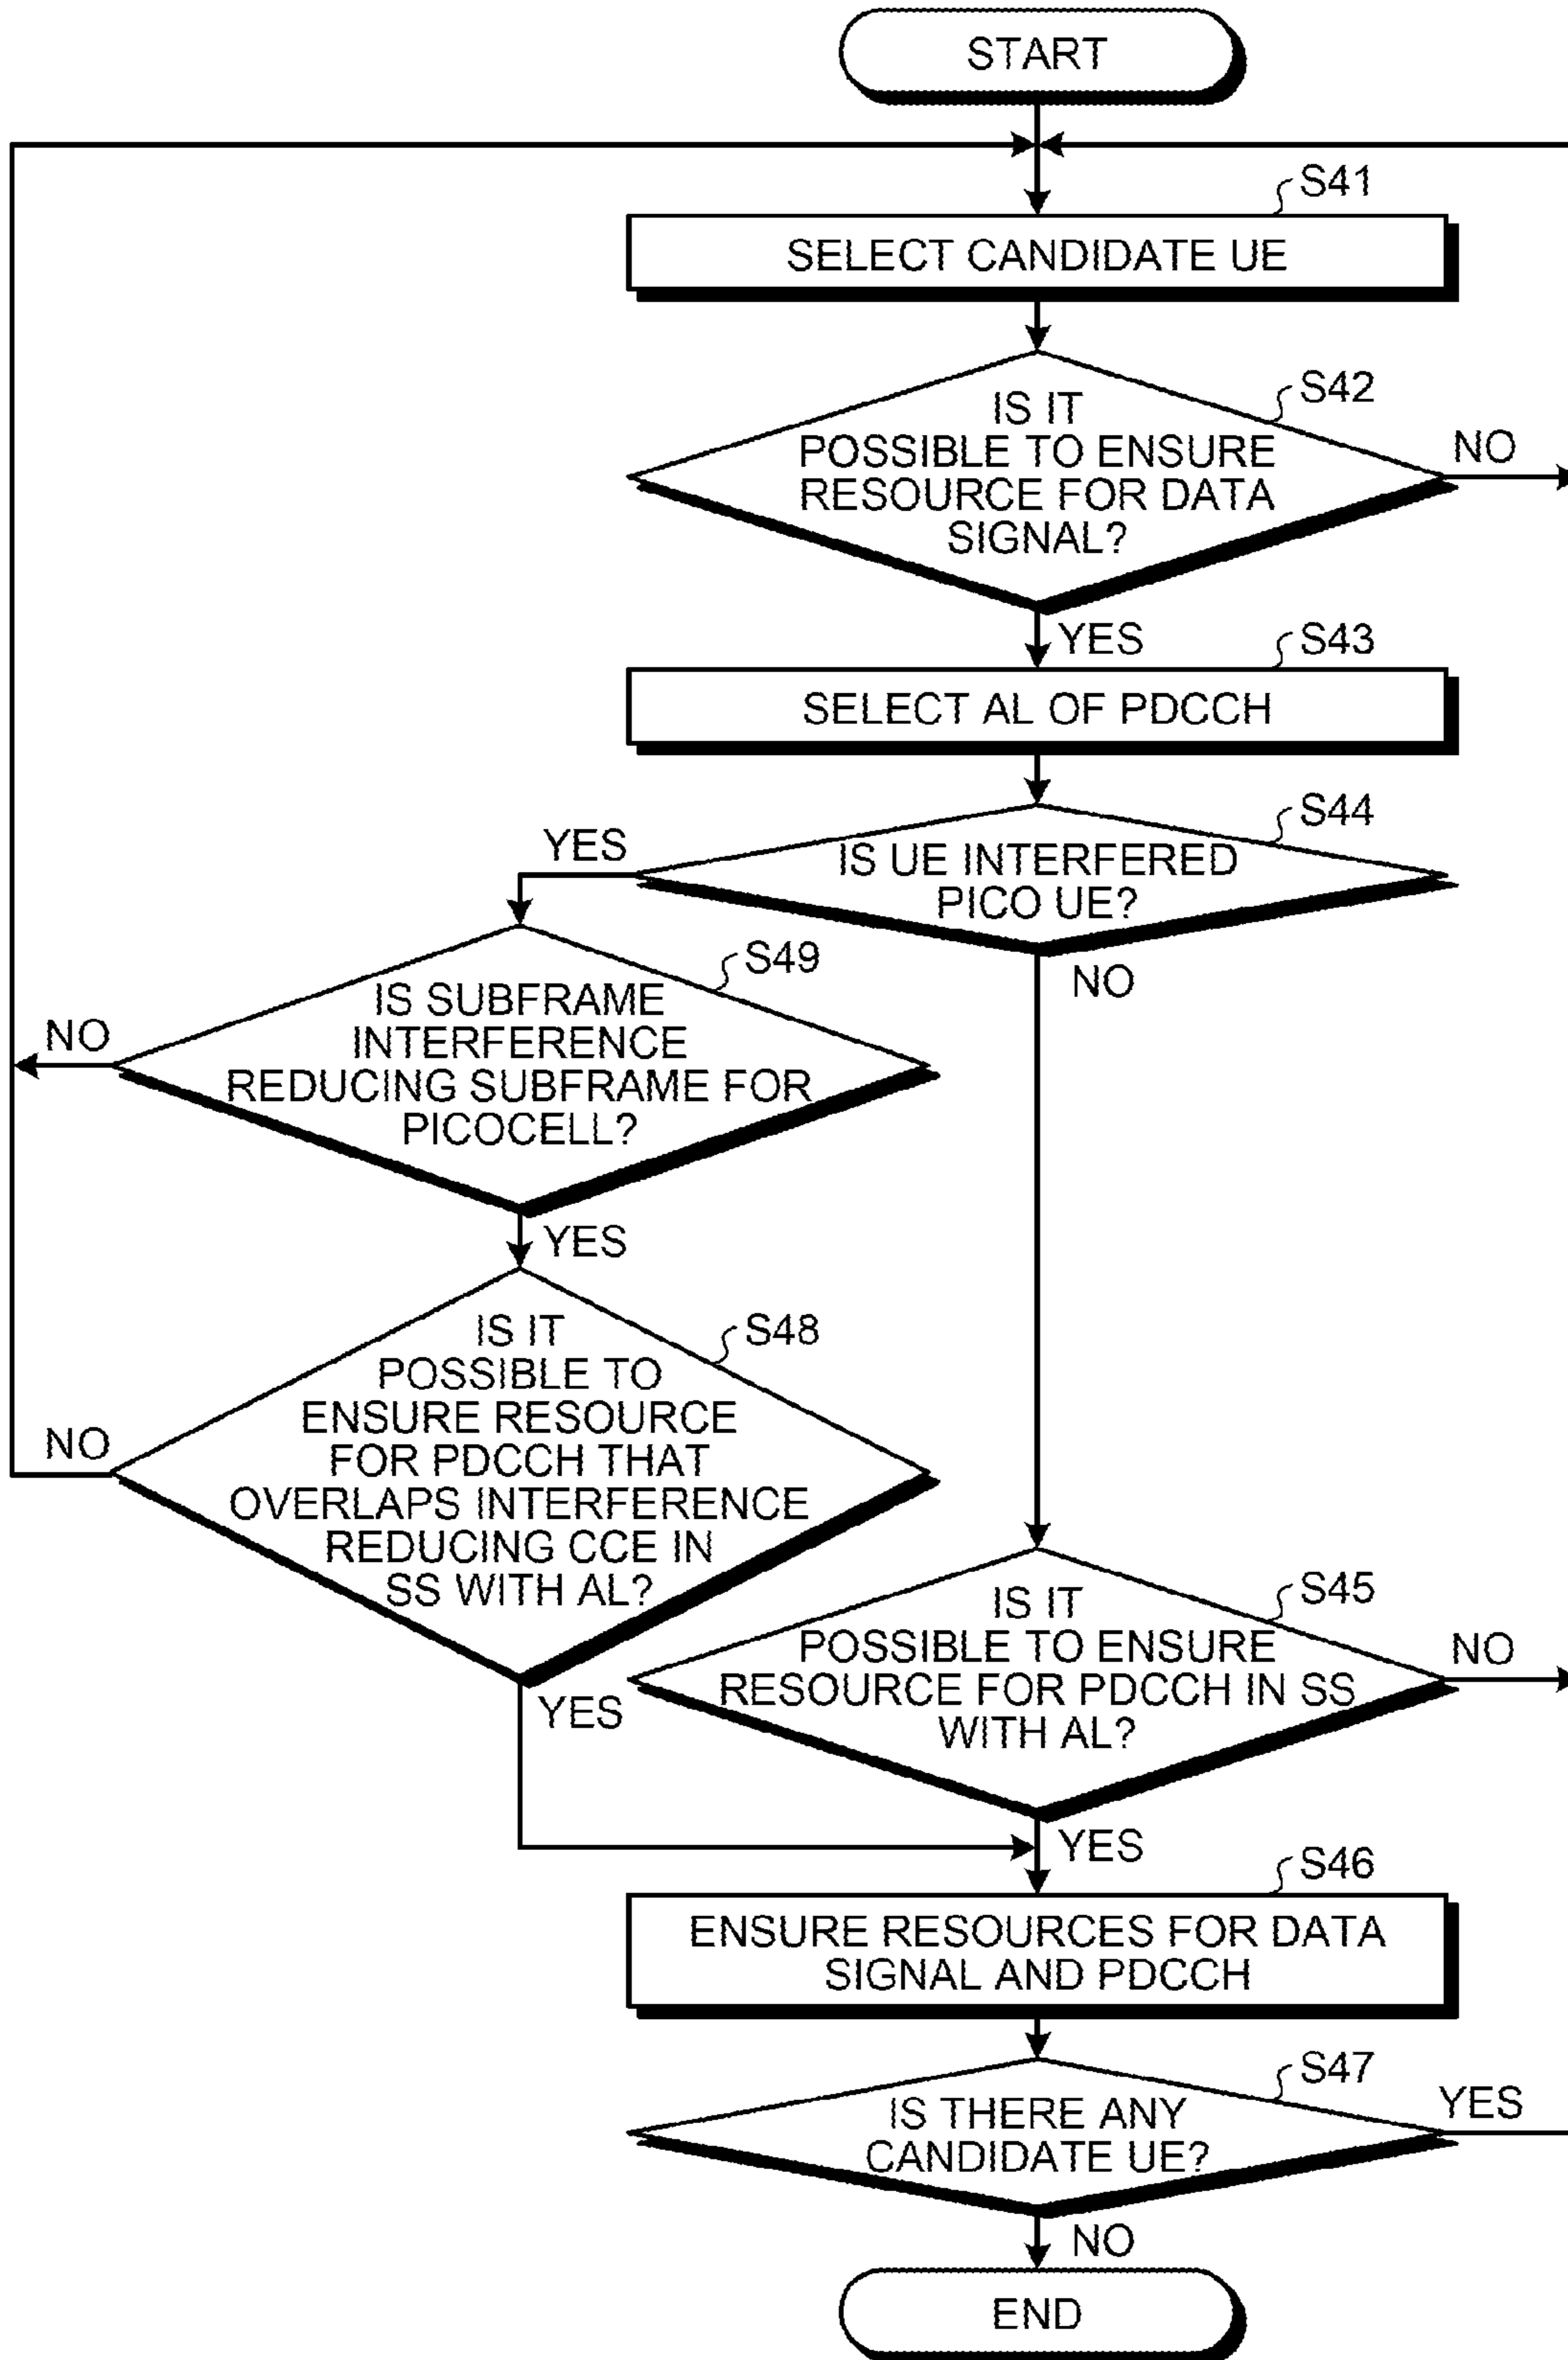 START
S41
SELECT CANDIDATE UE
S42
IS IT
POSSIBLE TO ENSURE
RESOURCE FOR DATA
SIGNAL?
NO
YES
S43
SELECT AL OF PDCCH
S44
YES
IS UE INTERFERED
PICO UE?
NO
S49
IS SUBFRAME
INTERFERENCE
REDUCING SUBFRAME FOR
PICOCELL?
NO
YES
S48
IS IT
POSSIBLE TO
ENSURE RESOURCE
FOR PDCCH THAT
OVERLAPS INTERFERENCE
REDUCING CCE IN
SS WITH AL?
NO
YES
S45
IS IT
POSSIBLE TO ENSURE
RESOURCE FOR PDCCH IN SS
WITH AL?
NO
YES
S46
ENSURE RESOURCES FOR DATA
SIGNAL AND PDCCH
S47
IS THERE ANY
CANDIDATE UE?
YES
NO
END